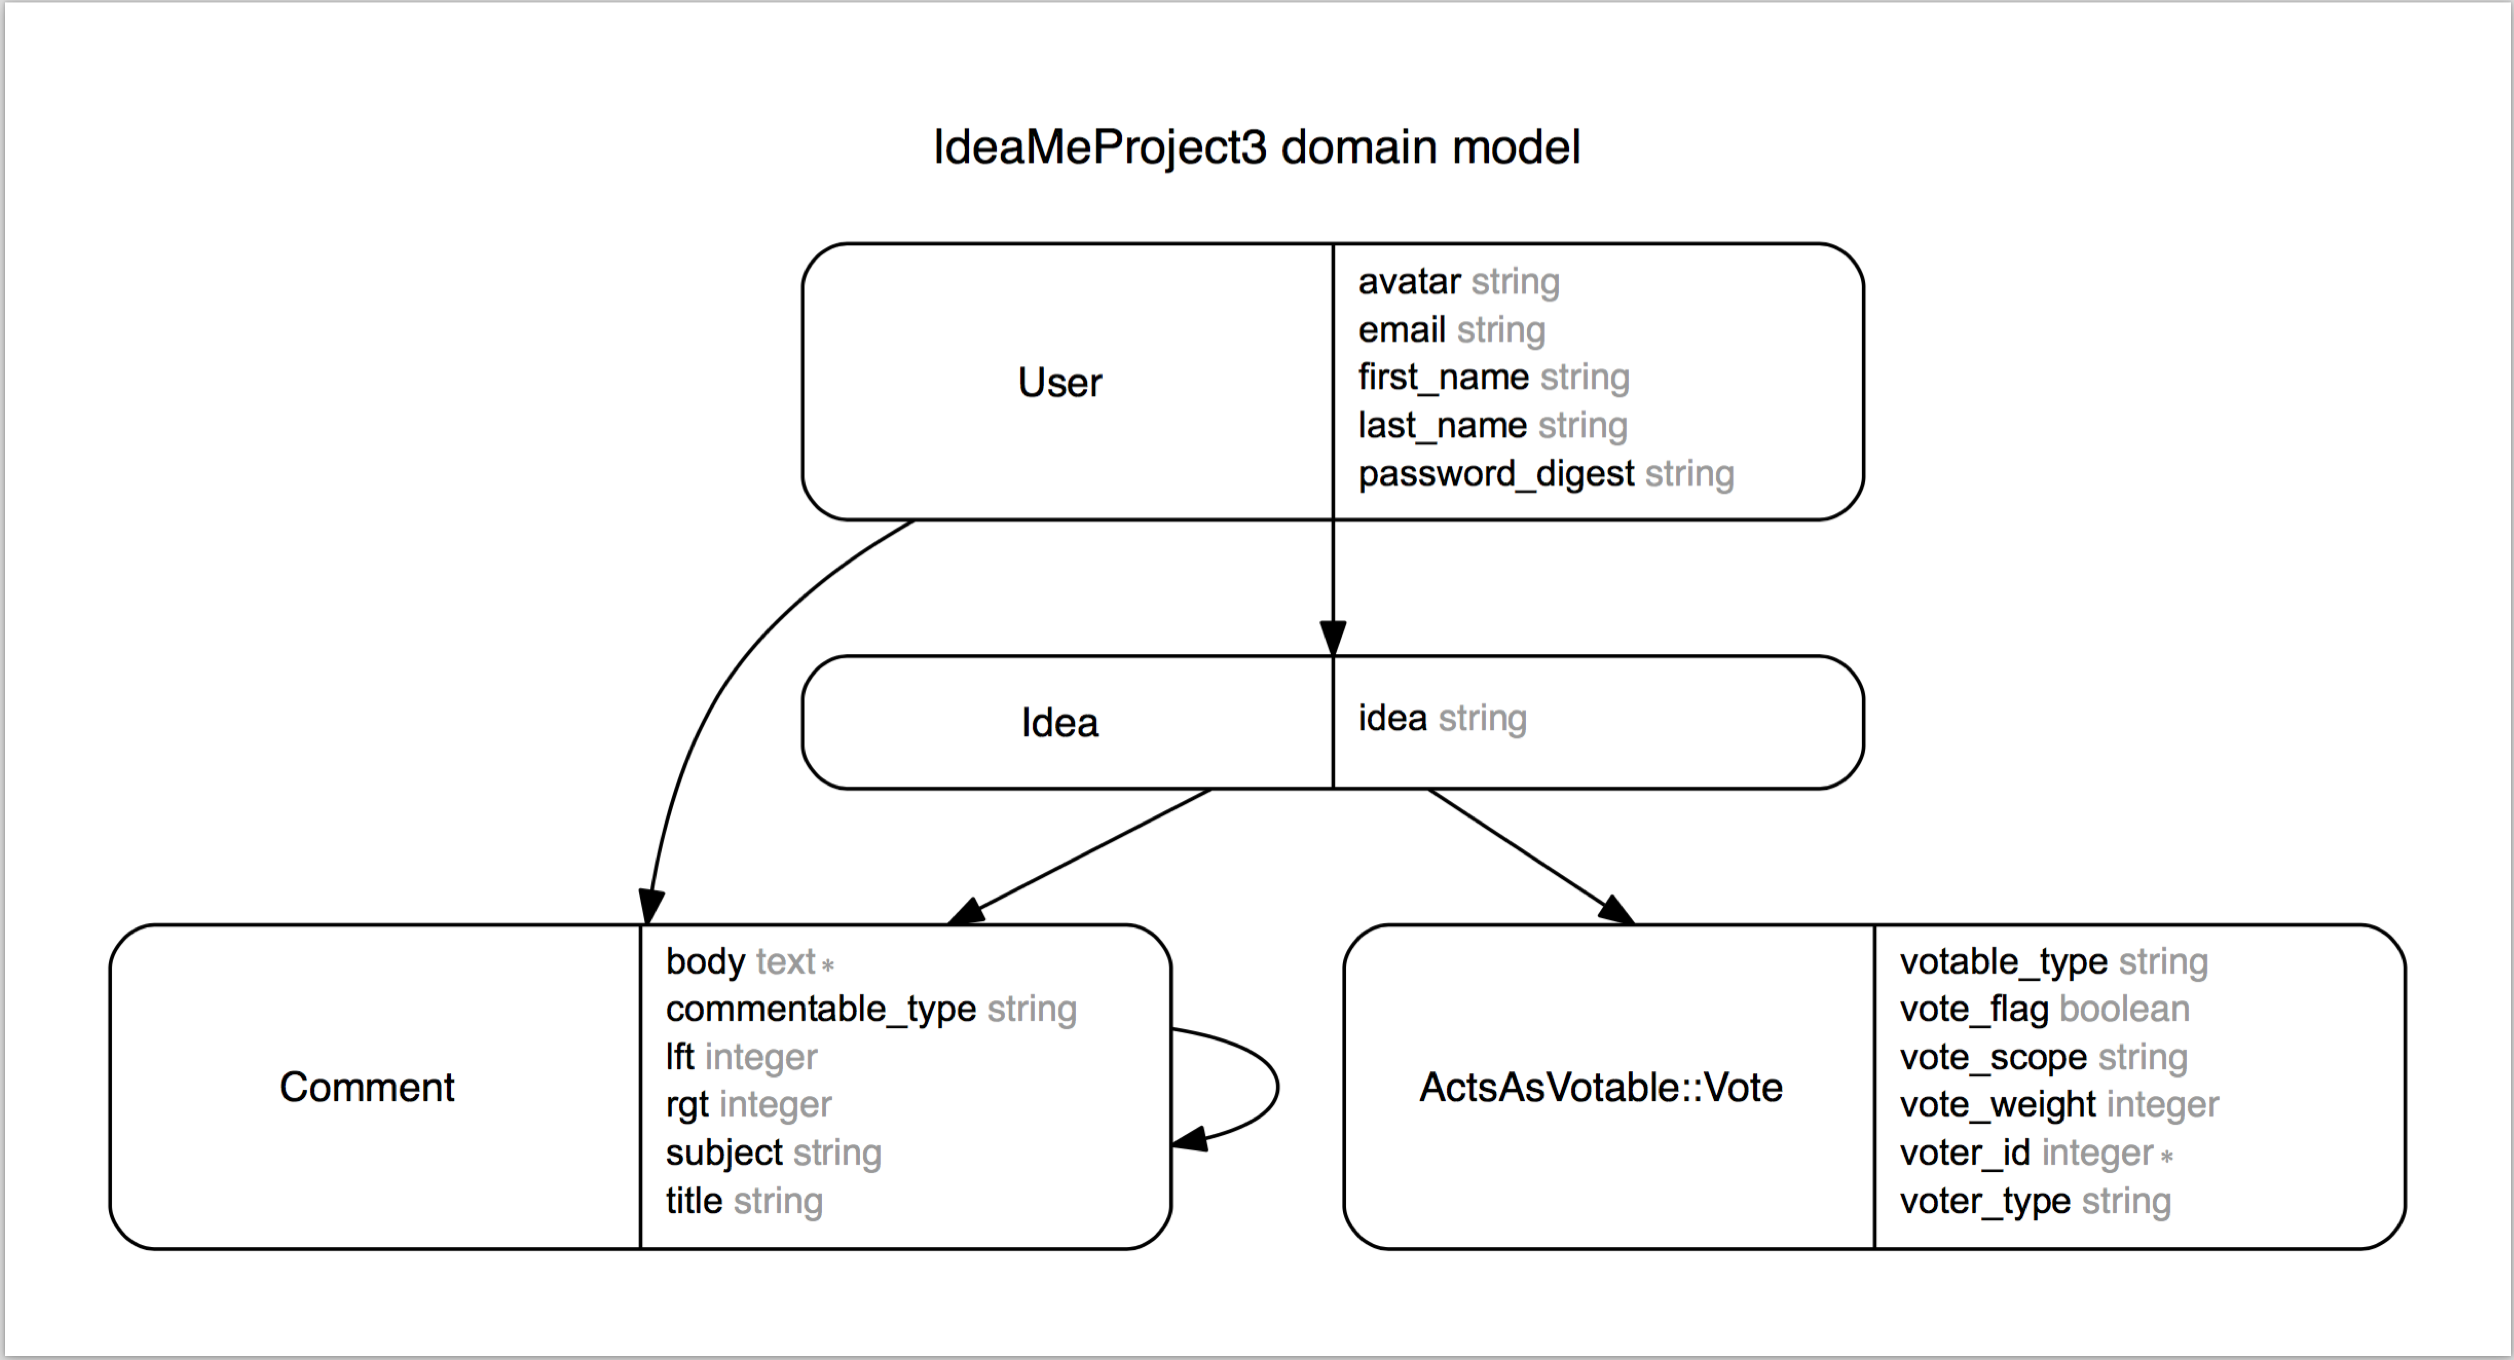 IdeaMeProject3 domain model
User
avatar string
email string
first_name string
last_name string
password_digest string
Idea
idea string
Comment
body text *
commentable_type string
lft integer
rgt integer
subject string
title string
ActsAsVotable::Vote
votable_type string
vote_flag boolean
vote_scope string
vote_weight integer
voter_id integer *
voter_type string